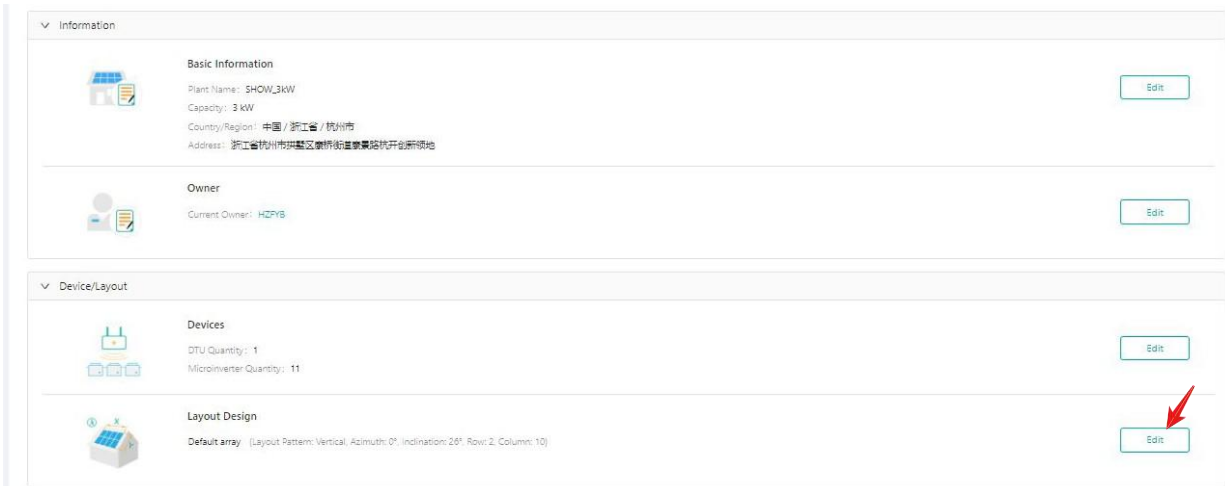 Information
Basic Information
Edit
Plant Name: SHOW_3kW
Capacity: 3 kW
Country/Region: 中国 / 浙江省 / 杭州市
Address: 浙江省杭州市拱墅区康桥街道康景路杭开创新领地
Owner
Current Owner: HZFYB
Edit
Device/Layout
Devices
DTU Quantity: 1
Edit
Microinverter Quantity: 11
Layout Design
Default array (Layout Pattern: Vertical, Azimuth: 0°, Inclination: 26°, Row: 2, Column: 10)
Edit